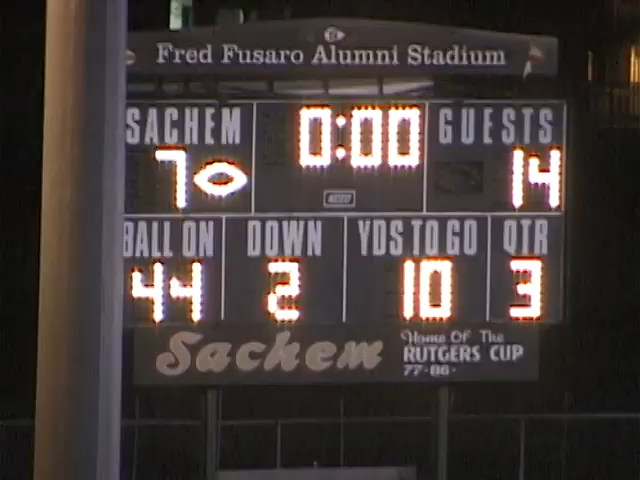 Fred Fusaro Alumni Stadium
SACHEM 0:00 GUESTS
7 14
BALL ON DOWN YDS TO GO QTR
44 2 10 3
Sachem
Home Of The
RUTGERS CUP
77-86-